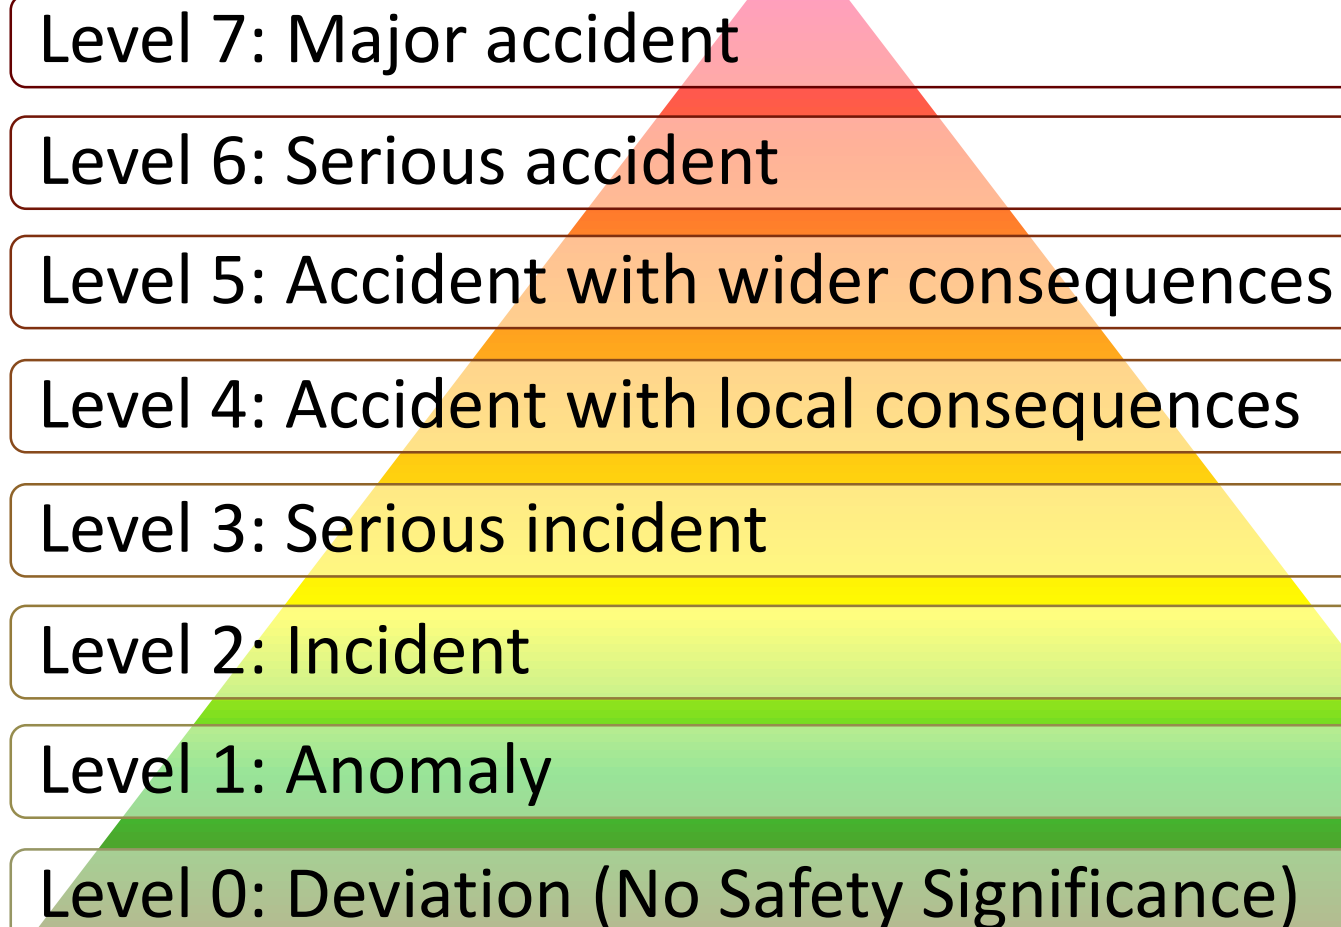 Level 7: Major accident
Level 6: Serious accident
Level 5: Accident with wider consequences
Level 4: Accident with local consequences
Level 3: Serious incident
Level 2: Incident
Level 1: Anomaly
Level 0: Deviation (No Safety Significance)